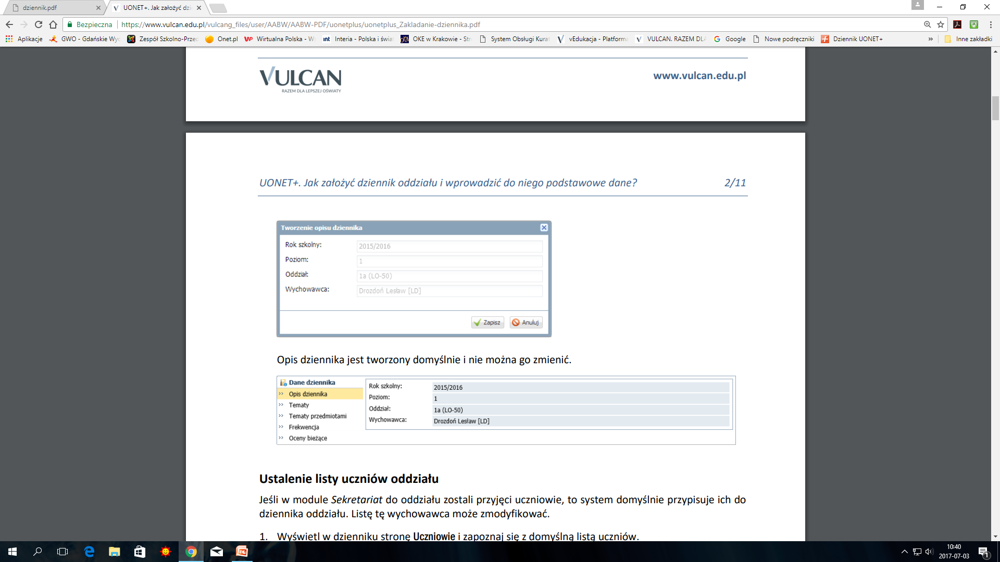 dziennik.pdf
UONET+. Jak założyć dzi
Bezpieczna
https://www.vulcan.edu.pl/vulcang_files/user/AABW/AABW-PDF/uonetplus/uonetplus_Zakladanie-dziennika.pdf
Aplikacje
GWO - Gdańskie Wyd
Zespół Szkolno-Przed
Onet.pl
Wirtualna Polska - W
Interia - Polska i świat
OKE w Krakowie - Str
System Obsługi Kurat
vEdukacja - Platforma
VULCAN. RAZEM DLA
Google
Nowe podręczniki
Dziennik UONET+
»
Inne zakładki
VULCAN
RAZEM DLA LEPSZEJ OŚWIATY
www.vulcan.edu.pl
UONET+. Jak założyć dziennik oddziału i wprowadzić do niego podstawowe dane? 2/11
Tworzenie opisu dziennika
Rok szkolny: 2015/2016
Poziom: 1
Oddział: 1a (LO-50)
Wychowawca: Drozdoń Lesław [LD]
Zapisz Anuluj
Opis dziennika jest tworzony domyślnie i nie można go zmienić.
Dane dziennika
Opis dziennika
Tematy
Tematy przedmiotami
Frekwencja
Oceny bieżące
Rok szkolny: 2015/2016
Poziom: 1
Oddział: 1a (LO-50)
Wychowawca: Drozdoń Lesław [LD]
Ustalenie listy uczniów oddziału
Jeśli w module Sekretariat do oddziału zostali przyjęci uczniowie, to system domyślnie przypisuje ich do
dziennika oddziału. Listę tę wychowawca może zmodyfikować.
1. Wyświetl w dzienniku stronę Uczniowie i zapoznaj się z domyślną listą uczniów.
10:40
2017-07-03
1